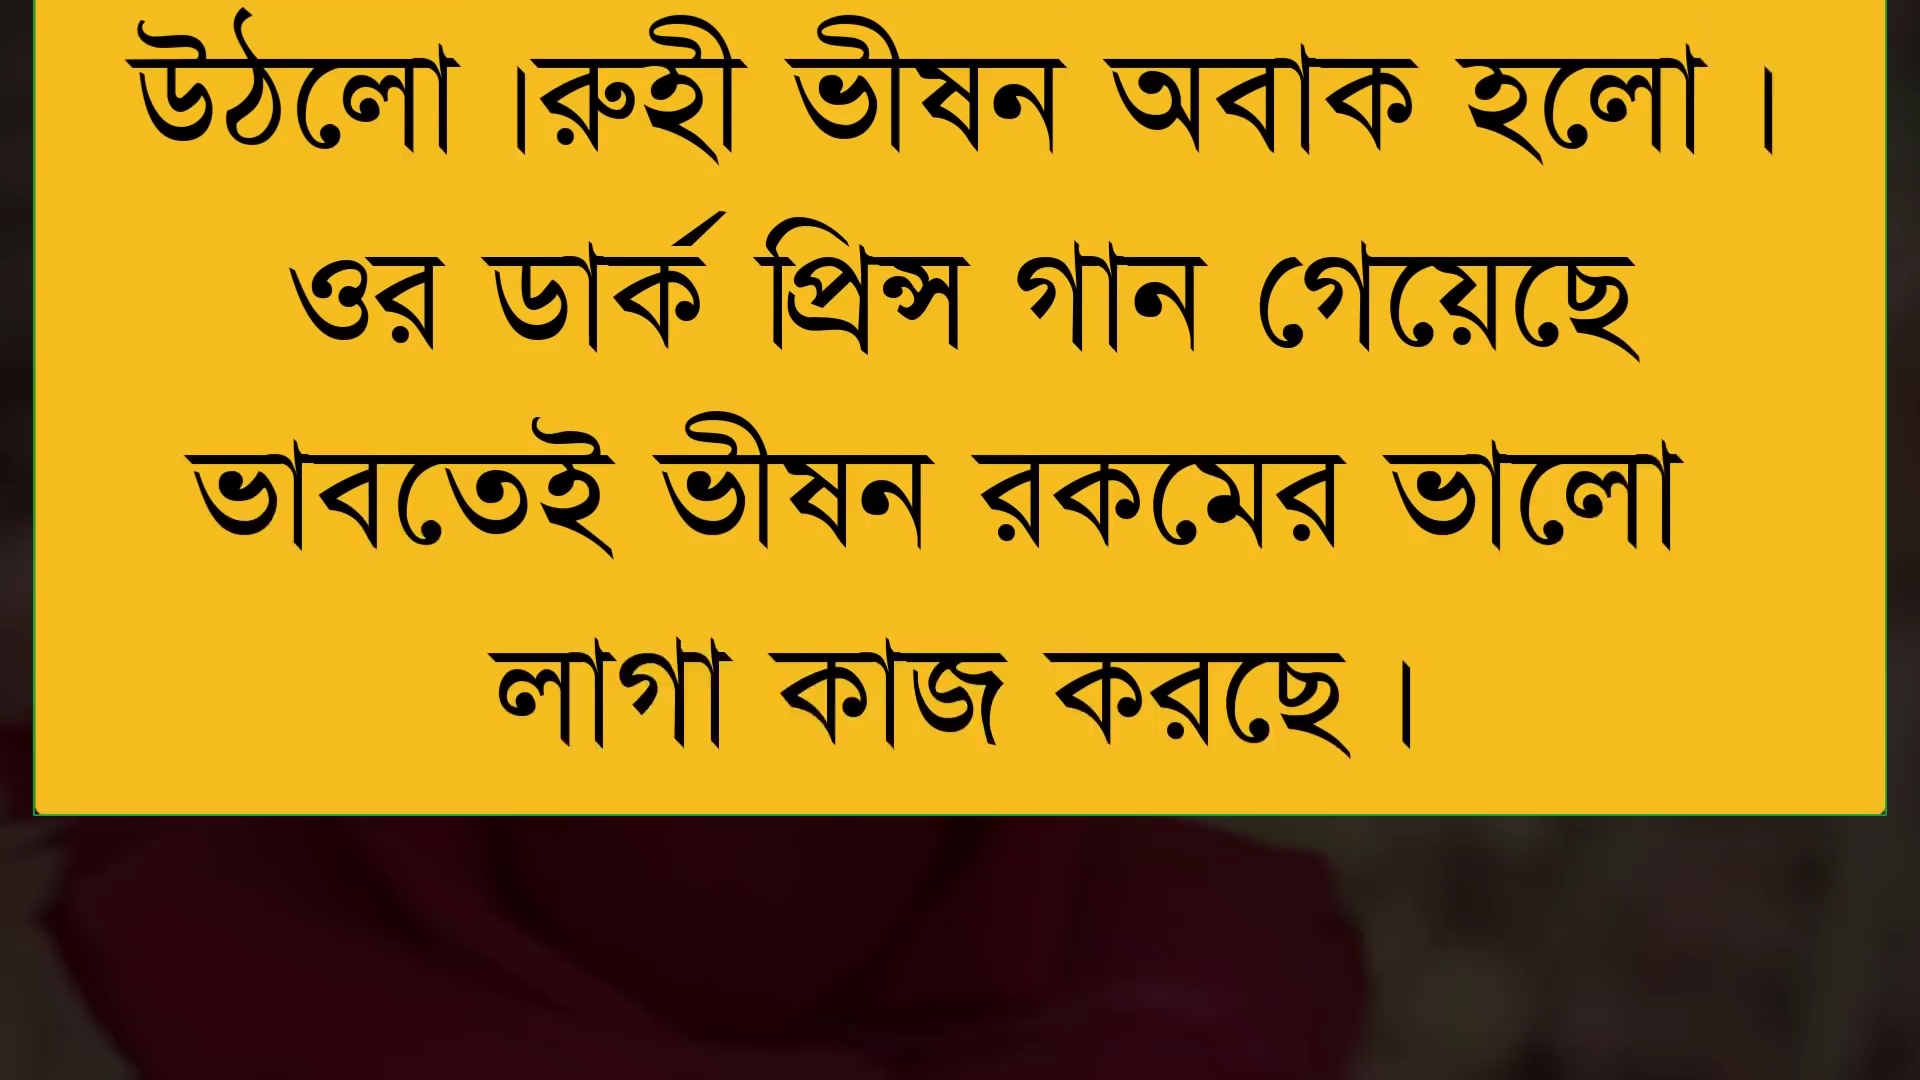 উঠলো ।রুহী ভীষন অবাক হলো ।
ওর ডার্ক প্রিন্স গান গেয়েছে
ভাবতেই ভীষন রকমের ভালো
লাগা কাজ করছে ।